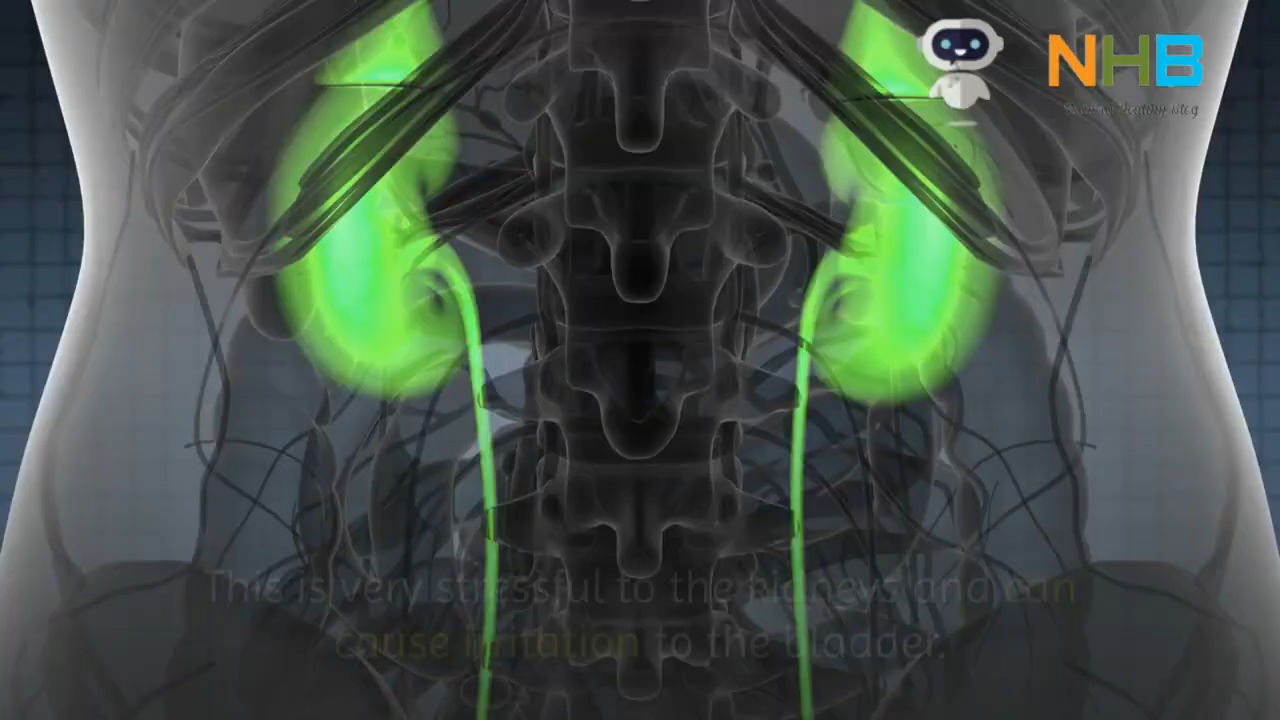 NHB
This is very stressful to the kidneys and can
cause irritation to the bladder.